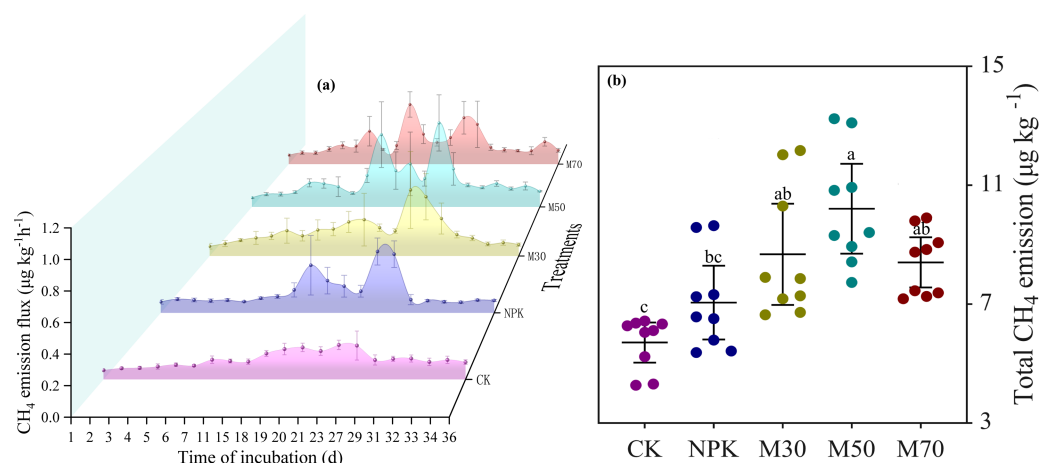 (a)
CH4 emission flux (μg kg-1h-1)
1.2
1.0
0.8
0.6
0.4
0.2
0.0
1 2 3 4 5 6 7 11 15 18 19 20 21 23 27 29 31 32 33 34 36
Time of incubation (d)
M70
M50
M30
NPK
CK
Treatments
(b)
c
bc
ab
a
ab
15
11
7
3
Total CH4 emission (μg kg -1)
CK NPK M30 M50 M70